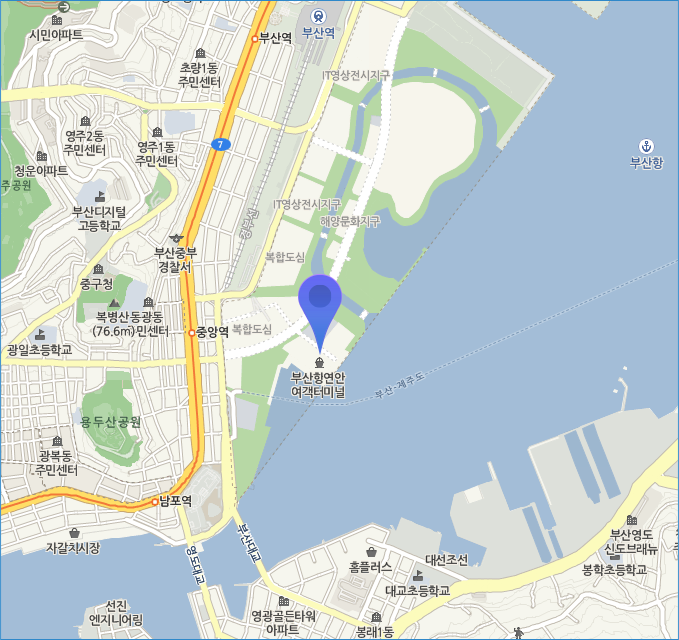 시민아파트
부산역
부산역
초량1동
주민센터
IT영상전시지구
영주2동
주민센터
영주1동
주민센터
7
부산항
청운아파트
주공원
부산디지털
고등학교
IT영상전시지구
해양문화지구
경부선
부산중부
경찰서
복합도심
중구청
복병산동광동
(76.6m)민센터
중앙역
복합도심
광일초등학교
부산항연안
여객터미널
부산-제주도
용두산공원
광복동
주민센터
남포역
자갈치시장
영도대교
부산대교
홈플러스
대선조선
대교초등학교
부산영도
신도브래뉴
봉학초등학교
선진
엔지니어링
영광골든타워
아파트
봉래1동